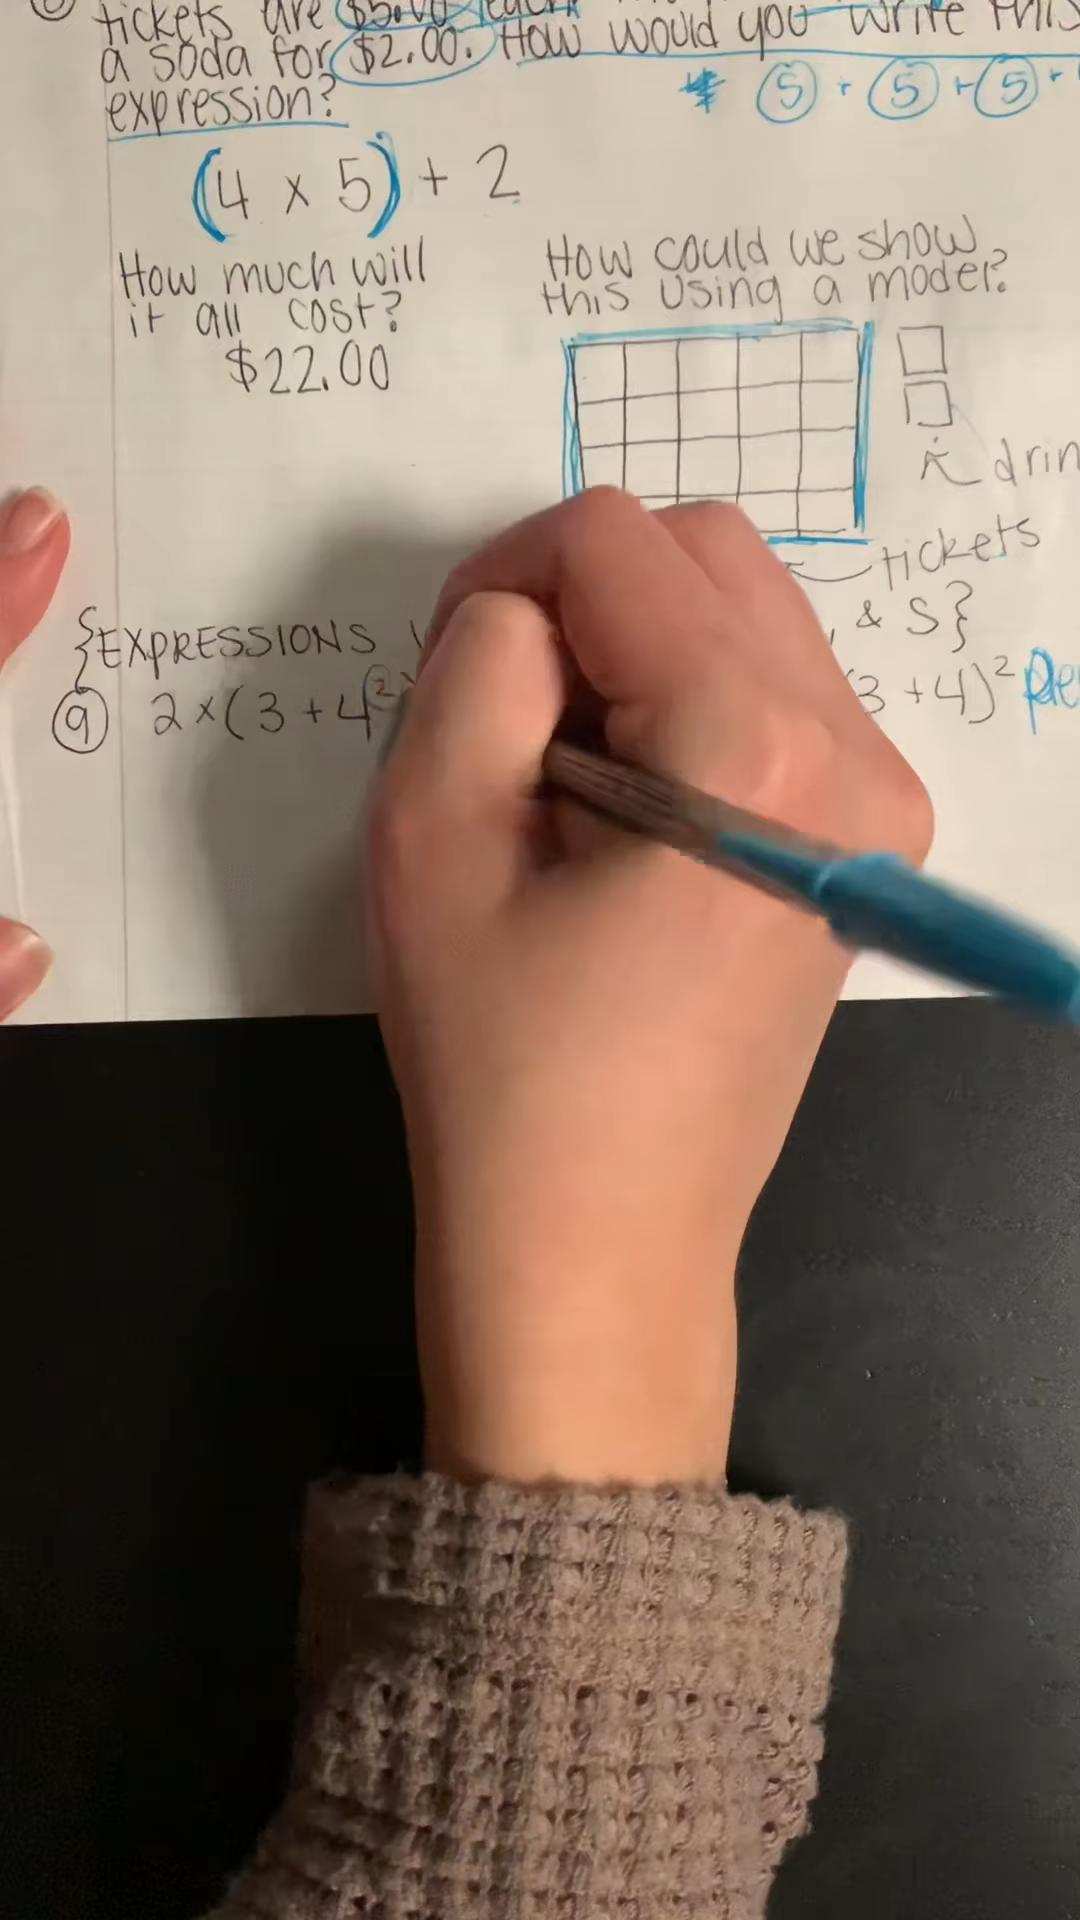 tickets are $5.00 each
a soda for $2.00. How would you write this
expression?
5 + 5 + 5 +
(4 x 5) + 2
How much will
it all cost?
$22.00
How could we show
this using a model?
drin
tickets
{EXPRESSIONS
& S}
9 2 x (3 + 4²
3 + 4)²